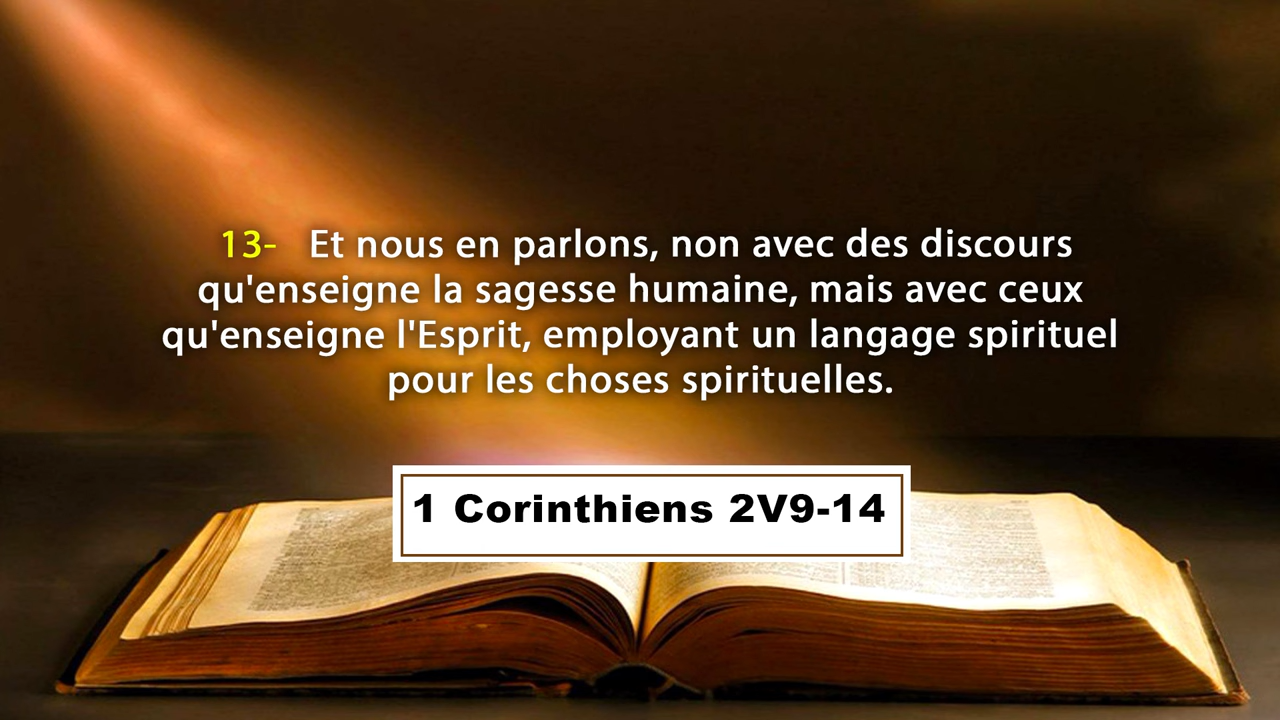 13- Et nous en parlons, non avec des discours
qu'enseigne la sagesse humaine, mais avec ceux
qu'enseigne l'Esprit, employant un langage spirituel
pour les choses spirituelles.
1 Corinthiens 2V9-14